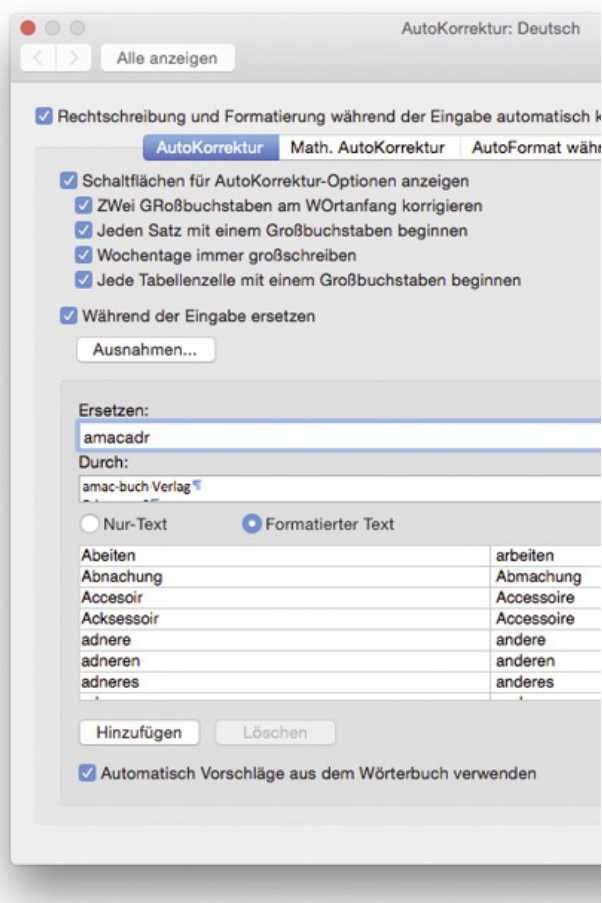 AutoKorrektur: Deutsch
Alle anzeigen
Rechtschreibung und Formatierung während der Eingabe automatisch k
AutoKorrektur Math. AutoKorrektur AutoFormat währ
Schaltflächen für AutoKorrektur-Optionen anzeigen
ZWei GRoßbuchstaben am WOrtanfang korrigieren
Jeden Satz mit einem Großbuchstaben beginnen
Wochentage immer großschreiben
Jede Tabellenzelle mit einem Großbuchstaben beginnen
Während der Eingabe ersetzen
Ausnahmen...
Ersetzen:
amacadr
Durch:
amac-buch·Verlag¶
Nur-Text Formatierter Text
Abeiten arbeiten
Abnachung Abmachung
Accesoir Accessoire
Acksessoir Accessoire
adnere andere
adneren anderen
adneres anderes
Hinzufügen Löschen
Automatisch Vorschläge aus dem Wörterbuch verwenden